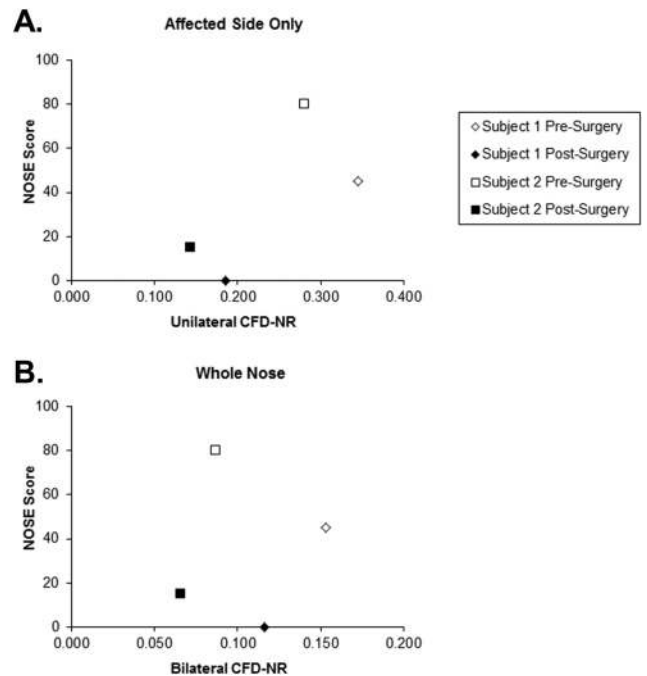 A.
Affected Side Only
100
80
60
40
20
0
NOSE Score
0.000 0.100 0.200 0.300 0.400
Unilateral CFD-NR
Subject 1 Pre-Surgery
Subject 1 Post-Surgery
Subject 2 Pre-Surgery
Subject 2 Post-Surgery
B.
Whole Nose
100
80
60
40
20
0
NOSE Score
0.000 0.050 0.100 0.150 0.200
Bilateral CFD-NR